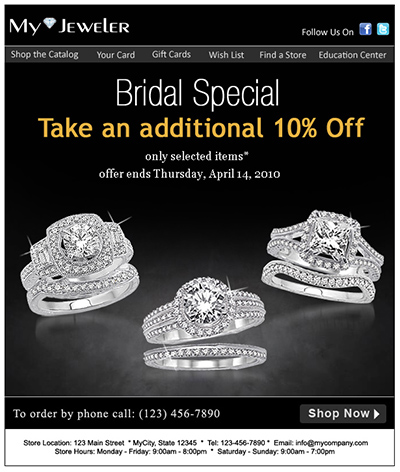 My Jeweler
Follow Us On
Shop the Catalog Your Card Gift Cards Wish List Find a Store Education Center
Bridal Special
Take an additional 10% Off
only selected items*
offer ends Thursday, April 14, 2010
To order by phone call: (123) 456-7890
Shop Now
Store Location: 123 Main Street * MyCity, State 12345 * Tel: 123-456-7890 * Email: info@mycompany.com
Store Hours: Monday - Friday: 9:00am - 8:00pm * Saturday - Sunday: 9:00am - 7:00pm